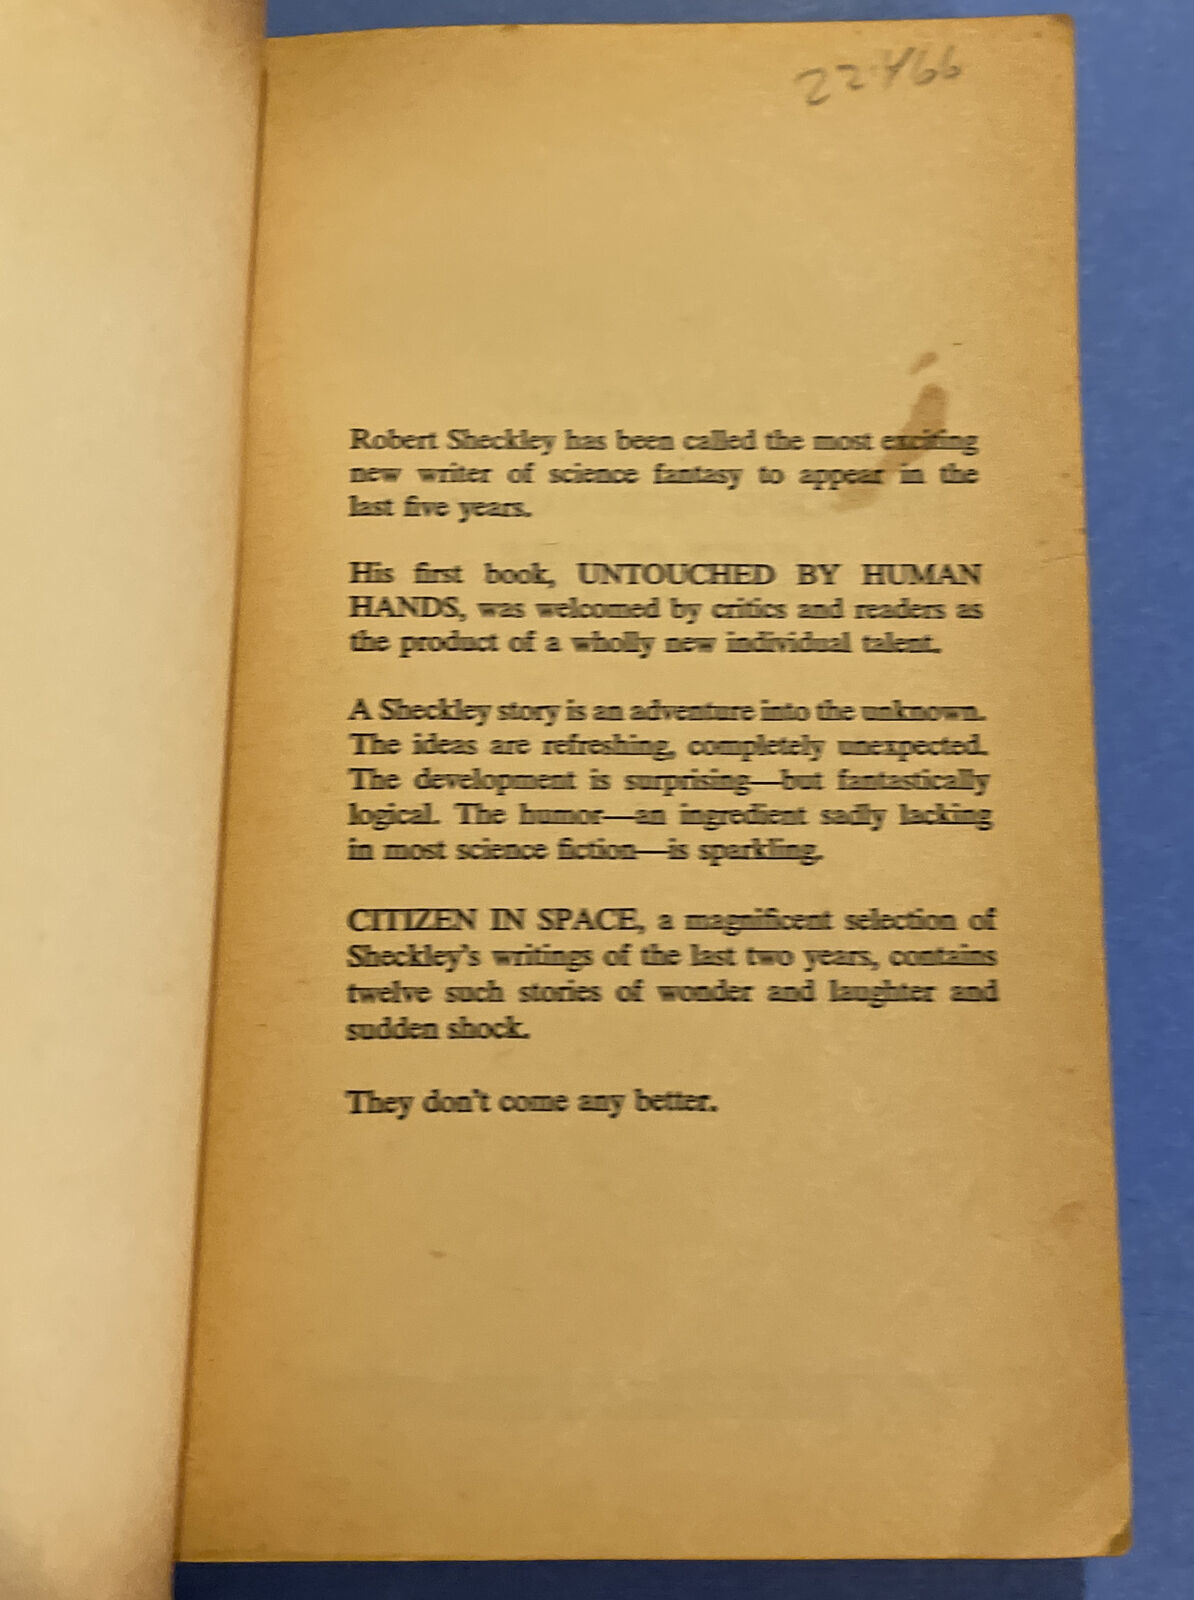 22.466
Robert Sheckley has been called the most exciting
new writer of science fantasy to appear in the
last five years.
His first book, UNTOUCHED BY HUMAN
HANDS, was welcomed by critics and readers as
the product of a wholly new individual talent.
A Sheckley story is an adventure into the unknown.
The ideas are refreshing, completely unexpected.
The development is surprising—but fantastically
logical. The humor—an ingredient sadly lacking
in most science fiction—is sparkling.
CITIZEN IN SPACE, a magnificent selection of
Sheckley's writings of the last two years, contains
twelve such stories of wonder and laughter and
sudden shock.
They don't come any better.